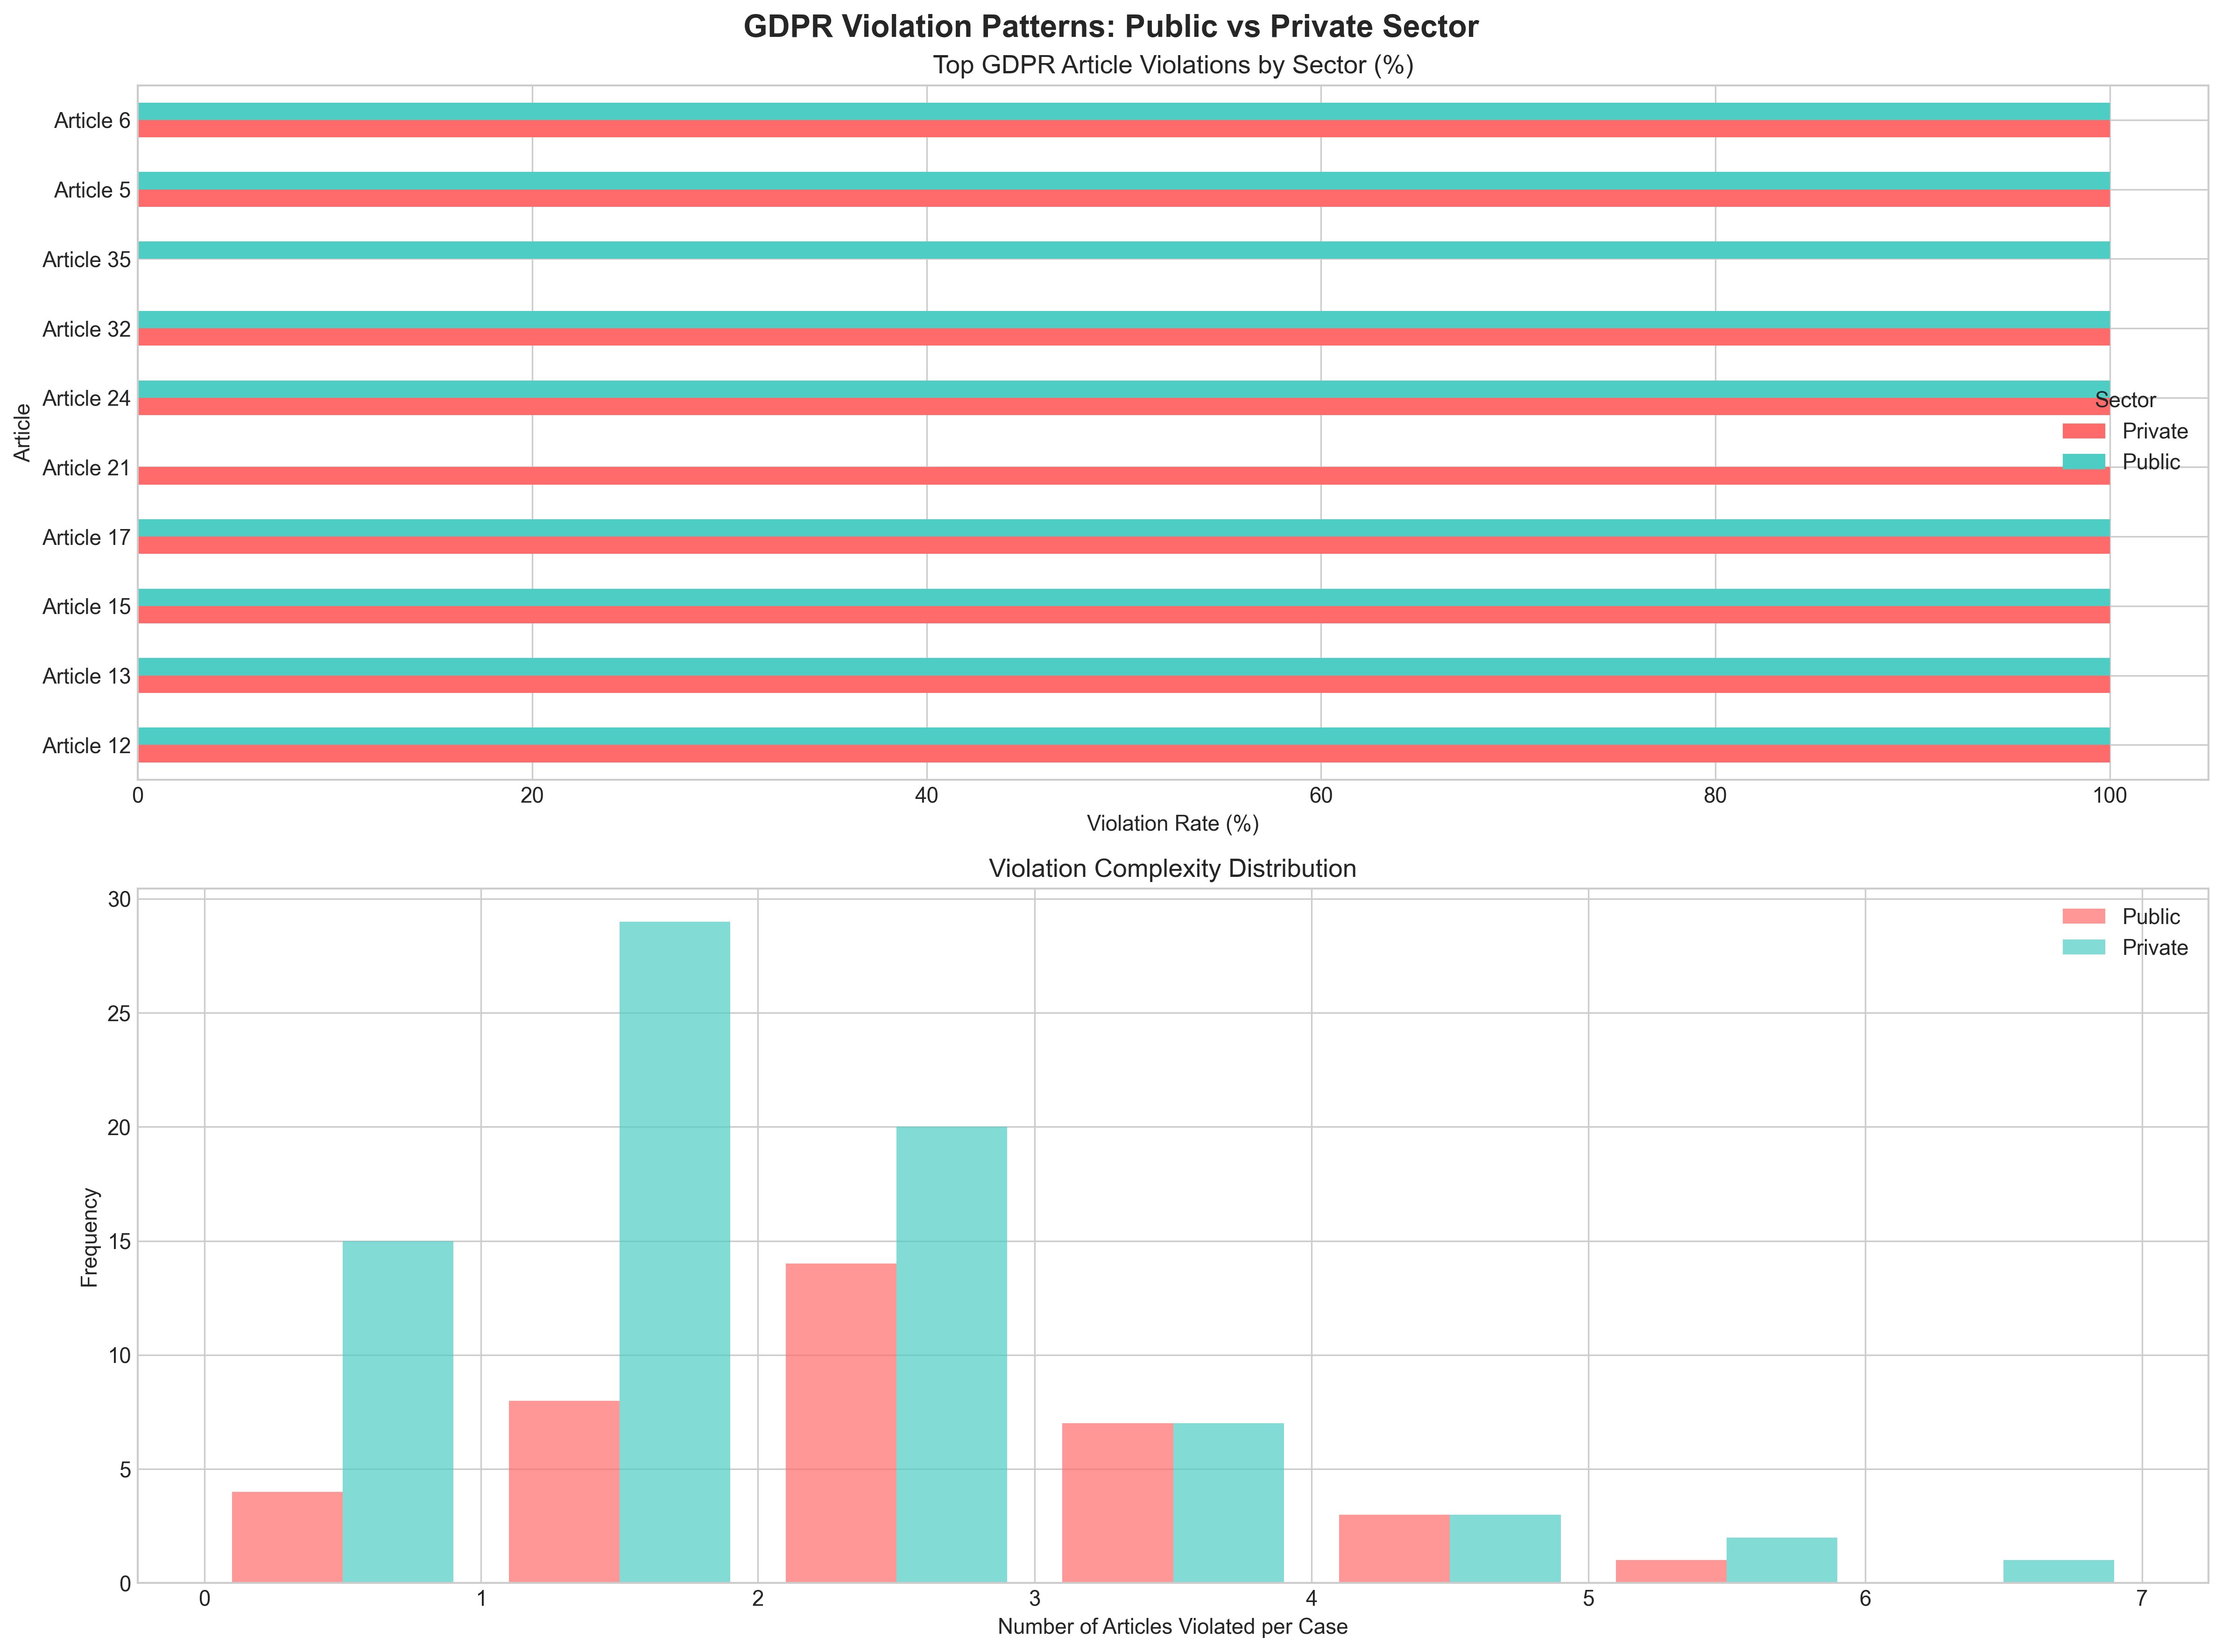 GDPR Violation Patterns: Public vs Private Sector
Top GDPR Article Violations by Sector (%)
Article
Article 6
Article 5
Article 35
Article 32
Article 24
Article 21
Article 17
Article 15
Article 13
Article 12
Sector
Private
Public
0 20 40 60 80 100
Violation Rate (%)
Violation Complexity Distribution
Frequency
30
25
20
15
10
5
0
Public
Private
0 1 2 3 4 5 6 7
Number of Articles Violated per Case